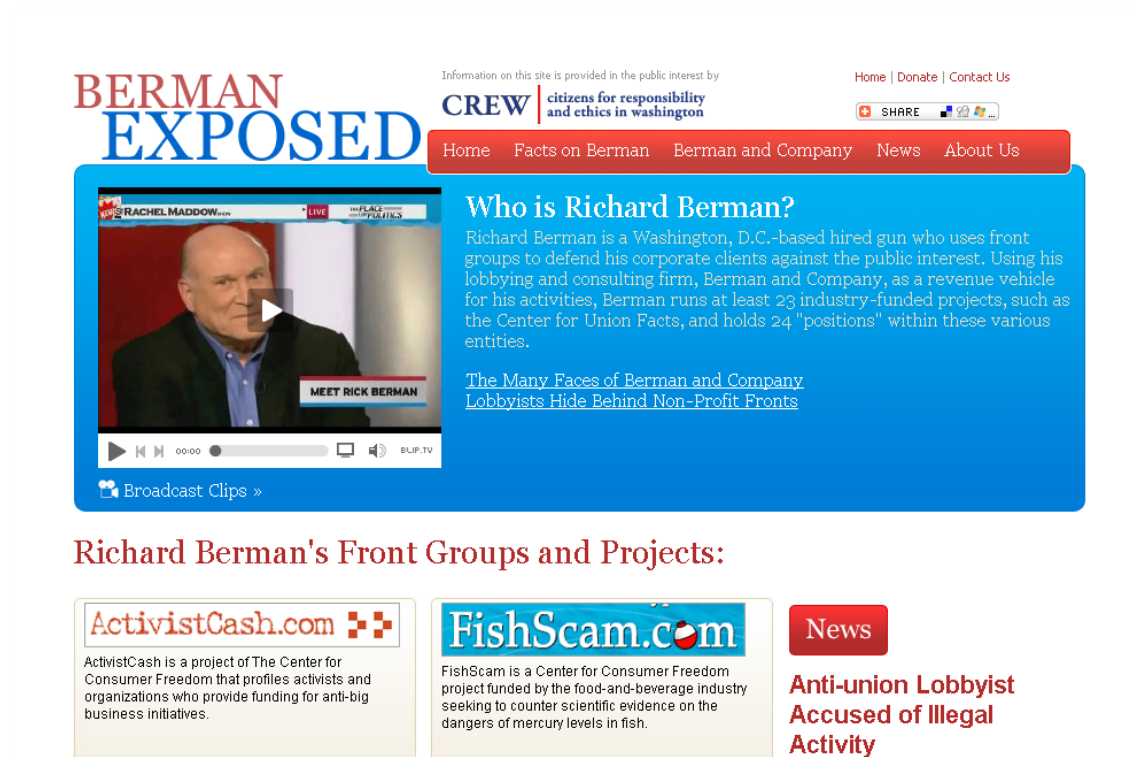 Information on this site is provided in the public interest by
Home | Donate | Contact Us
BERMAN
EXPOSED
CREW
citizens for responsibility
and ethics in washington
SHARE
Home Facts on Berman Berman and Company News About Us
RACHEL MADDOW SHOW
LIVE
THE PLACE
FOR POLITICS
MEET RICK BERMAN
00:00
BLIP.TV
Broadcast Clips »
Who is Richard Berman?
Richard Berman is a Washington, D.C.-based hired gun who uses front
groups to defend his corporate clients against the public interest. Using his
lobbying and consulting firm, Berman and Company, as a revenue vehicle
for his activities, Berman runs at least 23 industry-funded projects, such as
the Center for Union Facts, and holds 24 "positions" within these various
entities.
The Many Faces of Berman and Company
Lobbyists Hide Behind Non-Profit Fronts
Richard Berman's Front Groups and Projects:
ActivistCash.com
ActivistCash is a project of The Center for
Consumer Freedom that profiles activists and
organizations who provide funding for anti-big
business initiatives.
FishScam.com
FishScam is a Center for Consumer Freedom
project funded by the food-and-beverage industry
seeking to counter scientific evidence on the
dangers of mercury levels in fish.
News
Anti-union Lobbyist
Accused of Illegal
Activity